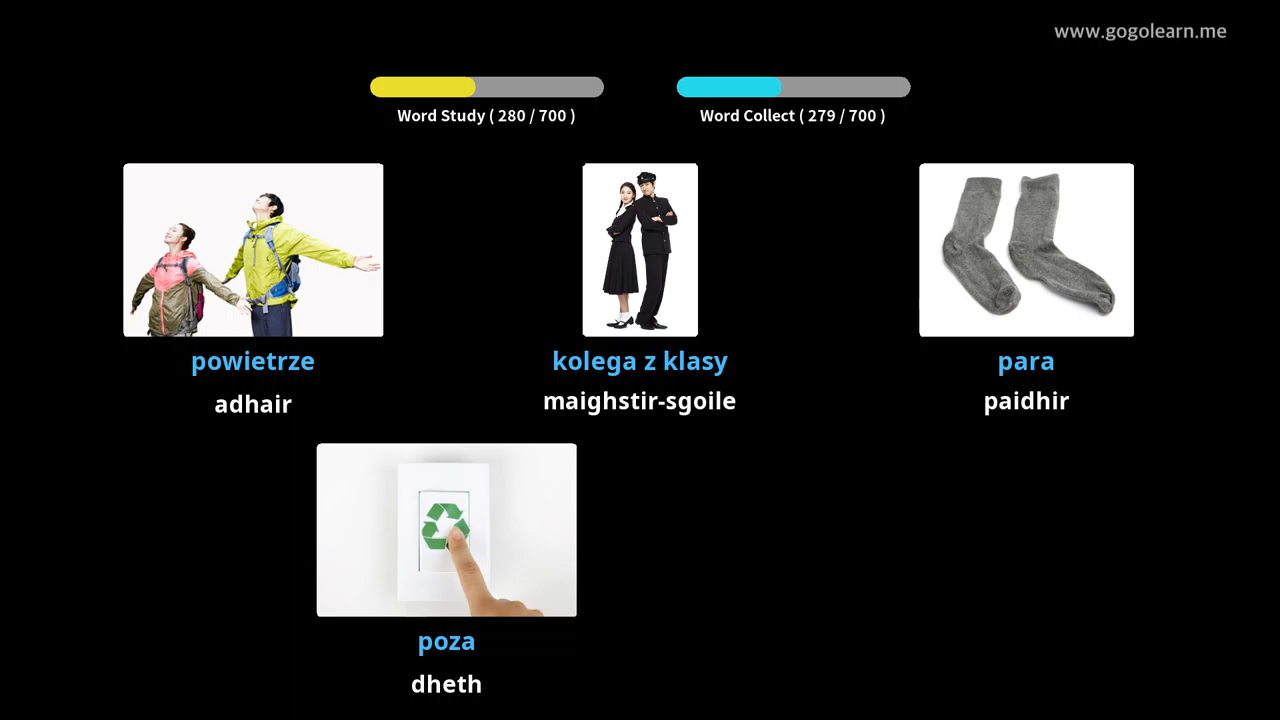 www.gogolearn.me
Word Study ( 280 / 700 )
Word Collect ( 279 / 700 )
powietrze
kolega z klasy
para
adhair
maighstir-sgoile
paidhir
poza
dheth